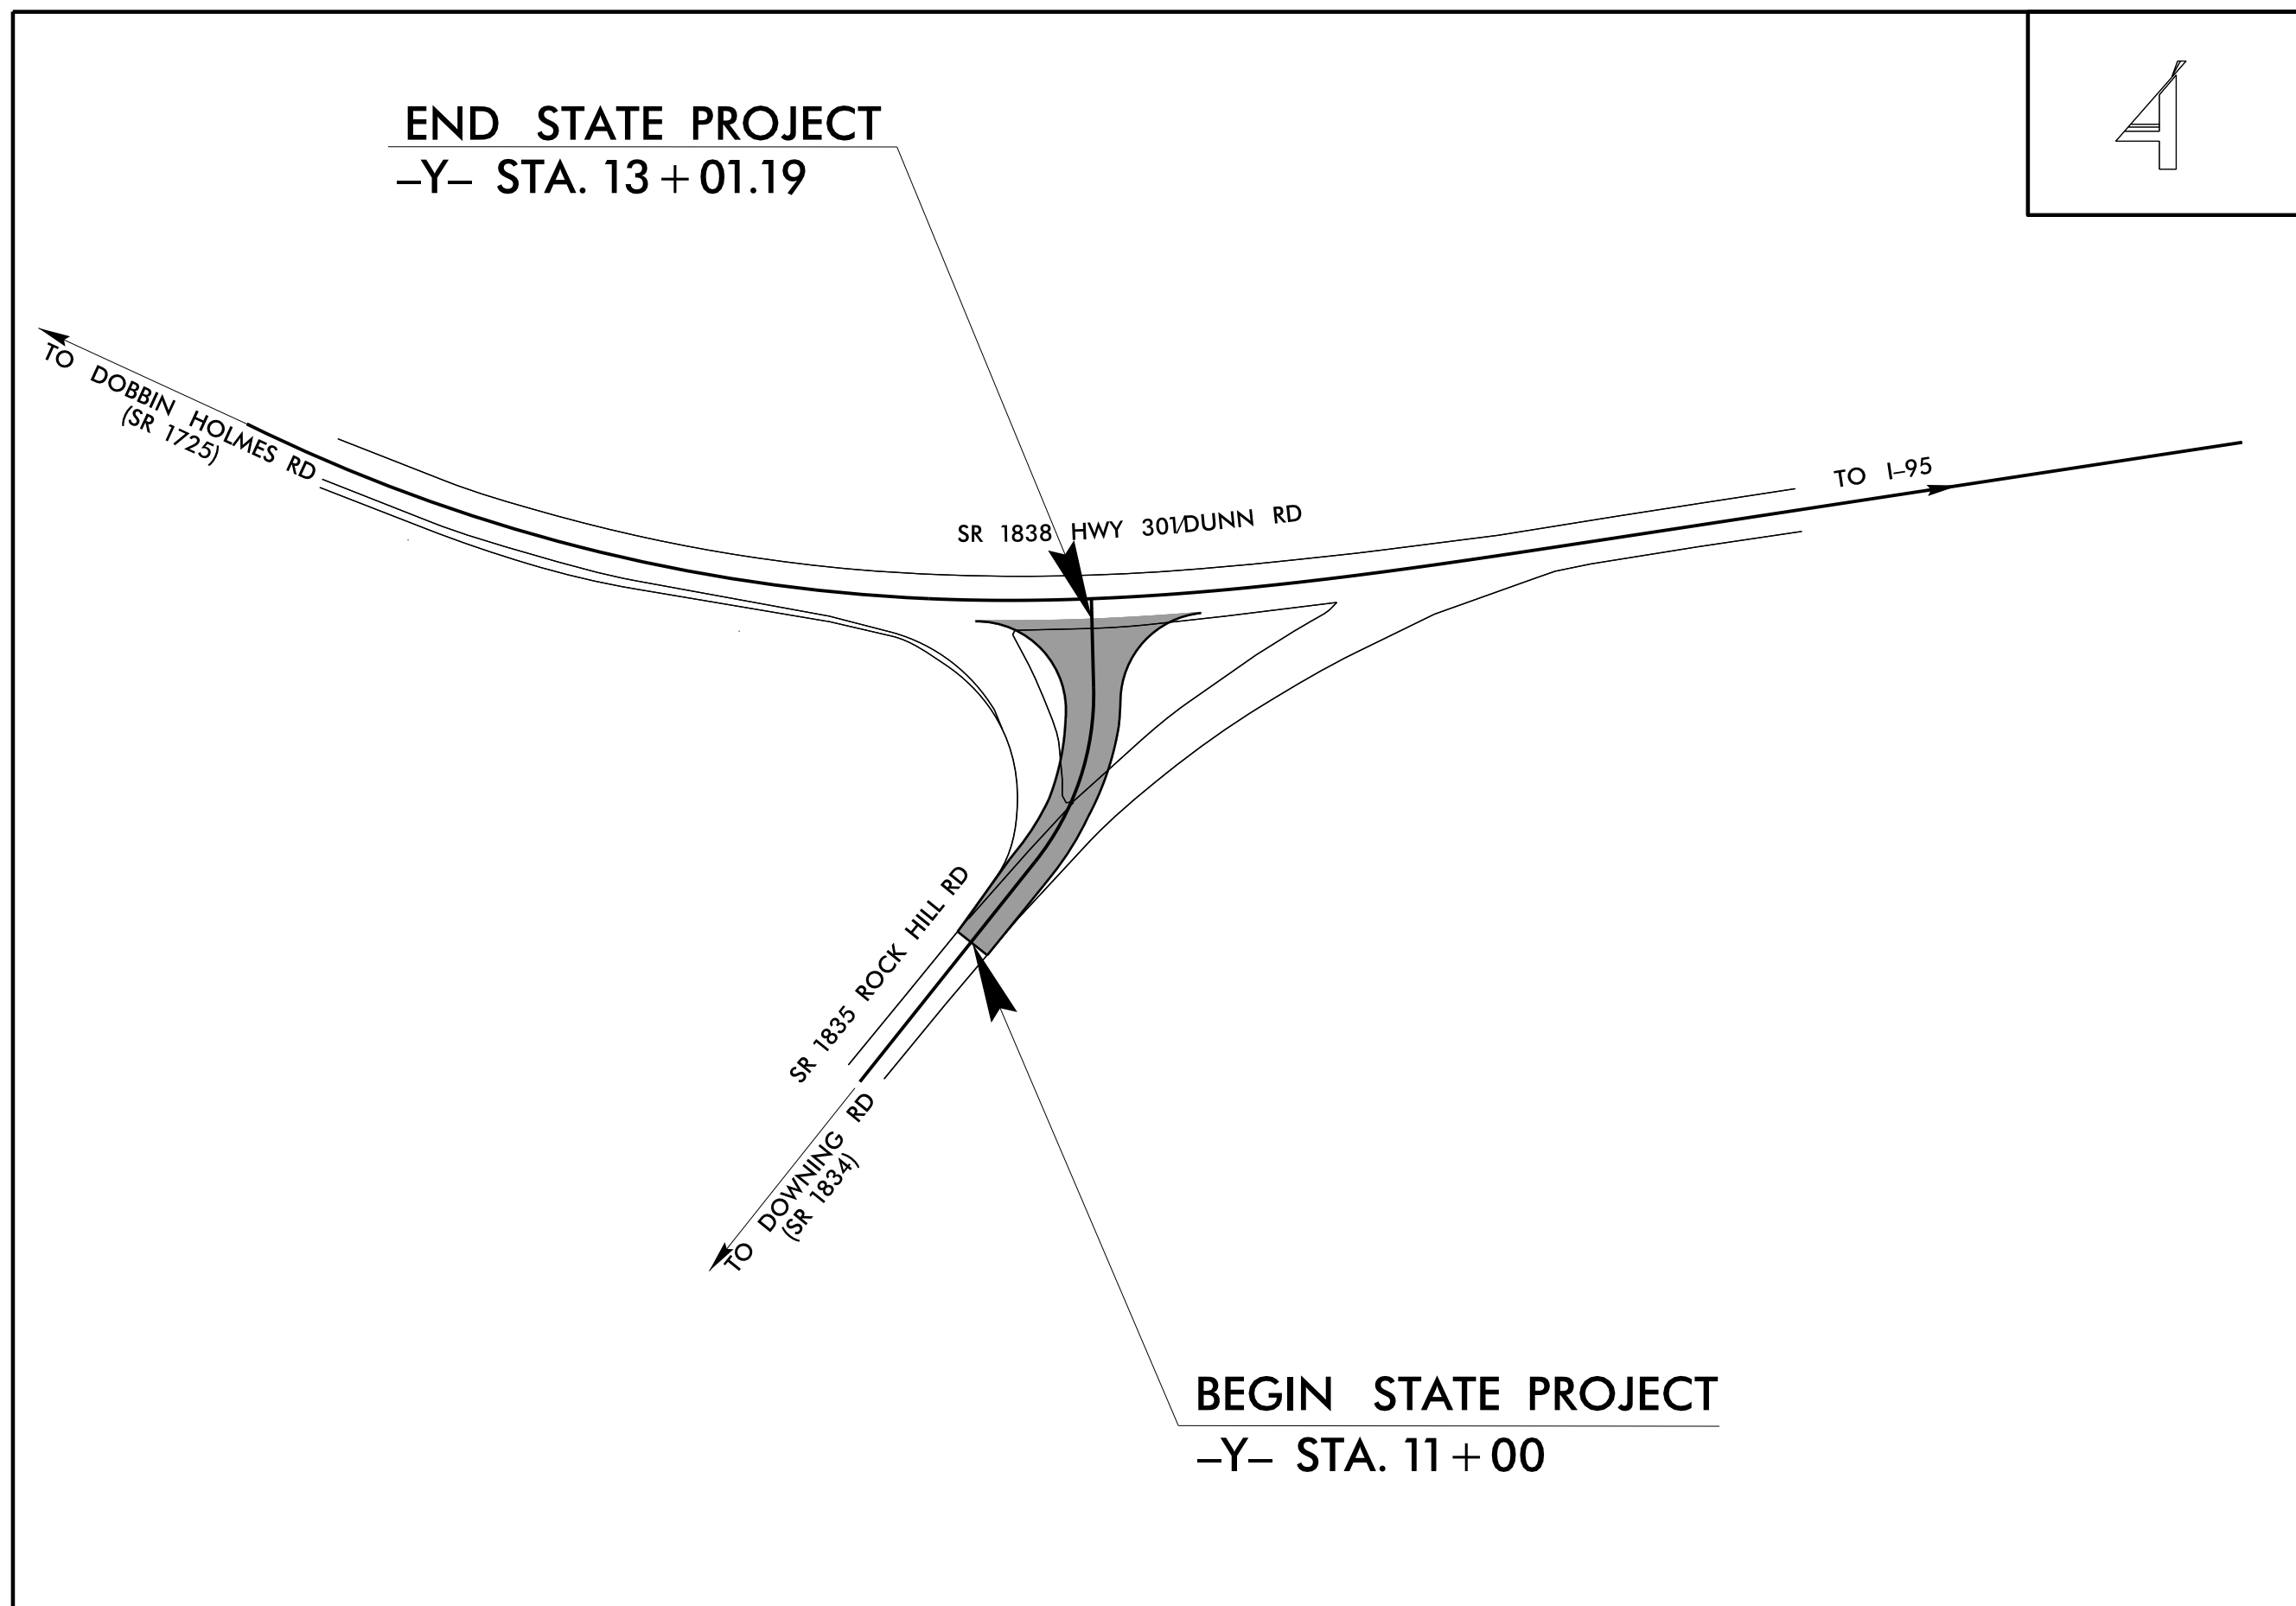 4
END STATE PROJECT
–Y– STA. 13+01.19
TO DOBBIN HOLMES RD
(SR 1725)
TO I–95
SR 1838 HWY 301/DUNN RD
SR 1835 ROCK HILL RD
TO DOWNING RD
(SR 1834)
BEGIN STATE PROJECT
–Y– STA. 11+00